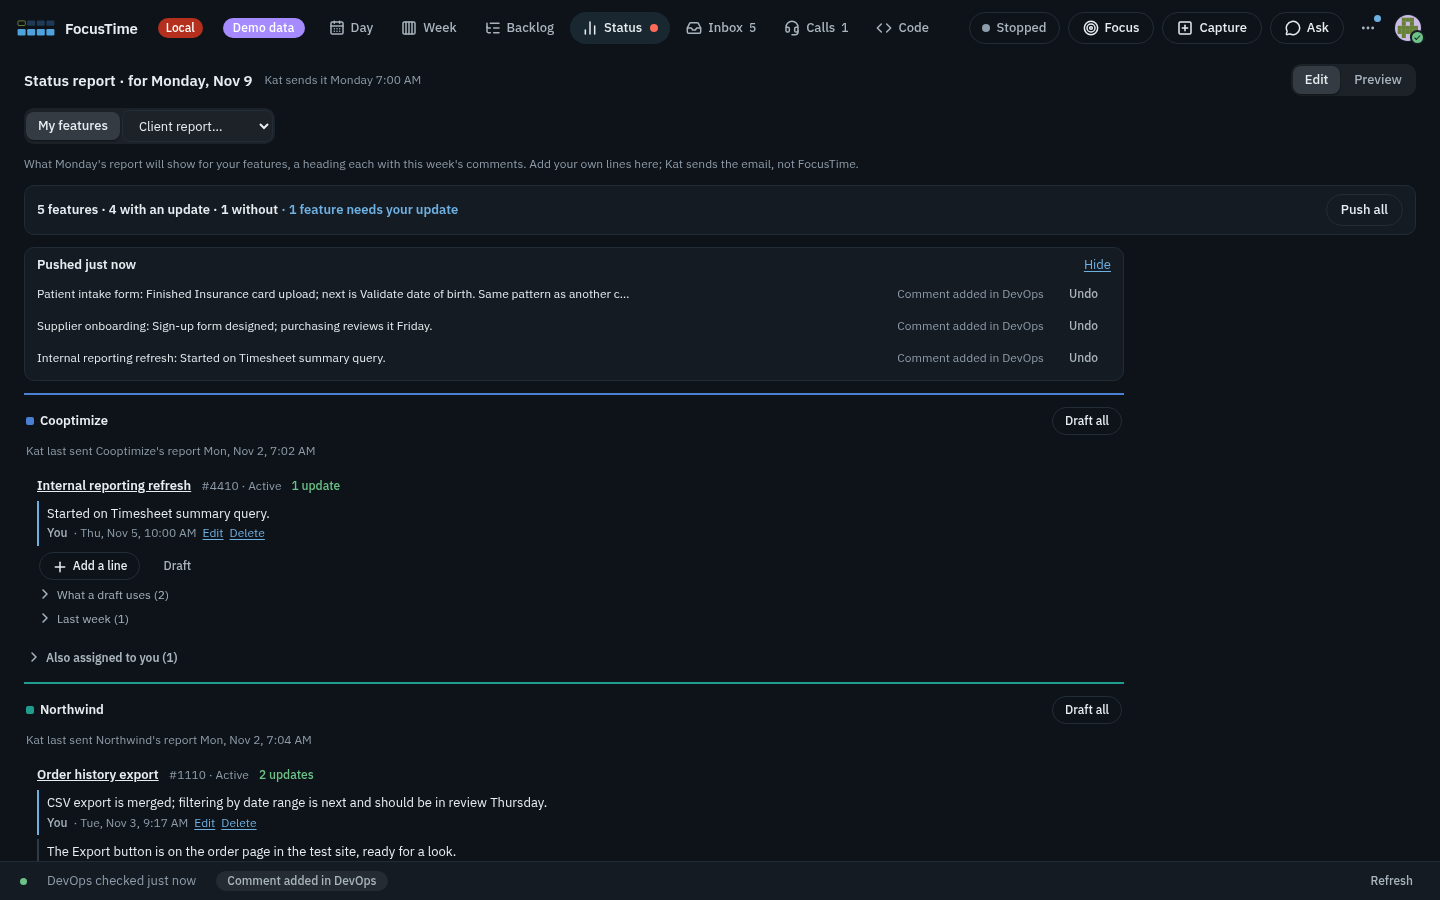 FocusTime
Local
Demo data
Day
Week
Backlog
Status
Inbox 5
Calls 1
Code
Stopped
Focus
Capture
Ask
Status report · for Monday, Nov 9
Kat sends it Monday 7:00 AM
Edit
Preview
My features
Client report...
What Monday's report will show for your features, a heading each with this week's comments. Add your own lines here; Kat sends the email, not FocusTime.
5 features · 4 with an update · 1 without · 1 feature needs your update
Push all
Pushed just now
Hide
Patient intake form: Finished Insurance card upload; next is Validate date of birth. Same pattern as another c...
Comment added in DevOps
Undo
Supplier onboarding: Sign-up form designed; purchasing reviews it Friday.
Comment added in DevOps
Undo
Internal reporting refresh: Started on Timesheet summary query.
Comment added in DevOps
Undo
Cooptimize
Draft all
Kat last sent Cooptimize's report Mon, Nov 2, 7:02 AM
Internal reporting refresh #4410 · Active 1 update
Started on Timesheet summary query.
You · Thu, Nov 5, 10:00 AM Edit Delete
Add a line
Draft
What a draft uses (2)
Last week (1)
Also assigned to you (1)
Northwind
Draft all
Kat last sent Northwind's report Mon, Nov 2, 7:04 AM
Order history export #1110 · Active 2 updates
CSV export is merged; filtering by date range is next and should be in review Thursday.
You · Tue, Nov 3, 9:17 AM Edit Delete
The Export button is on the order page in the test site, ready for a look.
DevOps checked just now
Comment added in DevOps
Refresh